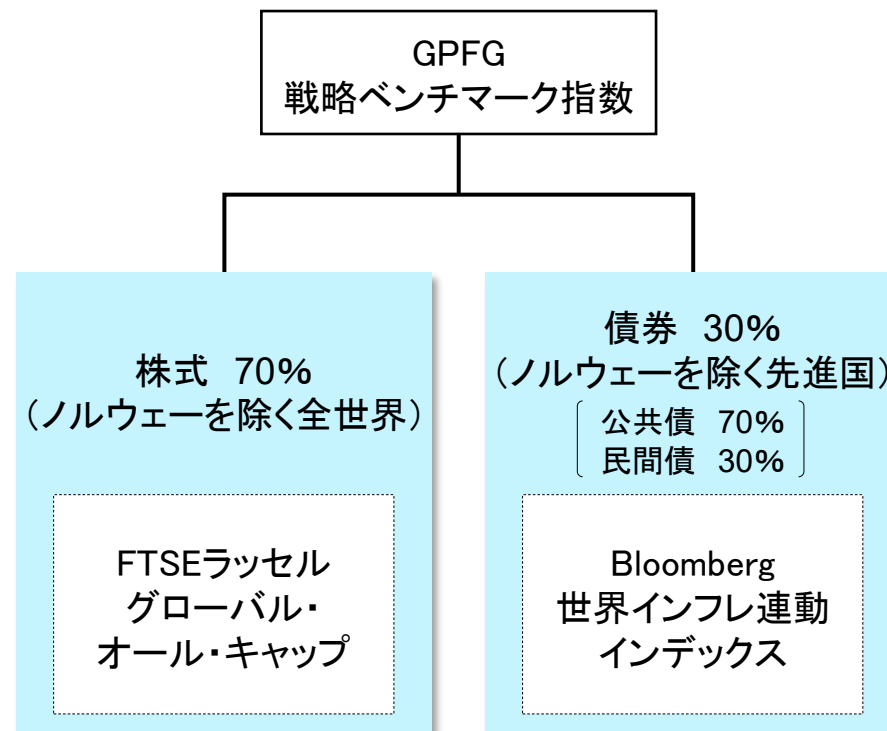 GPFG
戦略ベンチマーク指数
株式 70%
(ノルウェーを除く全世界)
FTSEラッセル
グローバル・
オール・キャップ
債券 30%
(ノルウェーを除く先進国)
公共債 70%
民間債 30%
Bloomberg
世界インフレ連動
インデックス